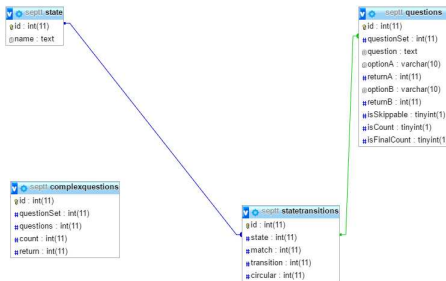 septt state
id : int(11)
name : text
septt questions
id : int(11)
questionSet : int(11)
question : text
optionA : varchar(10)
returnA : int(11)
optionB : varchar(10)
returnB : int(11)
isSkippable : tinyint(1)
isCount : tinyint(1)
isFinalCount : tinyint(1
septt complexquestions
id : int(11)
questionSet : int(11)
questions : int(11)
count : int(11)
return : int(11)
septt statetransitions
id : int(11)
state : int(11)
match : int(11)
transition : int(11)
circular : int(11)